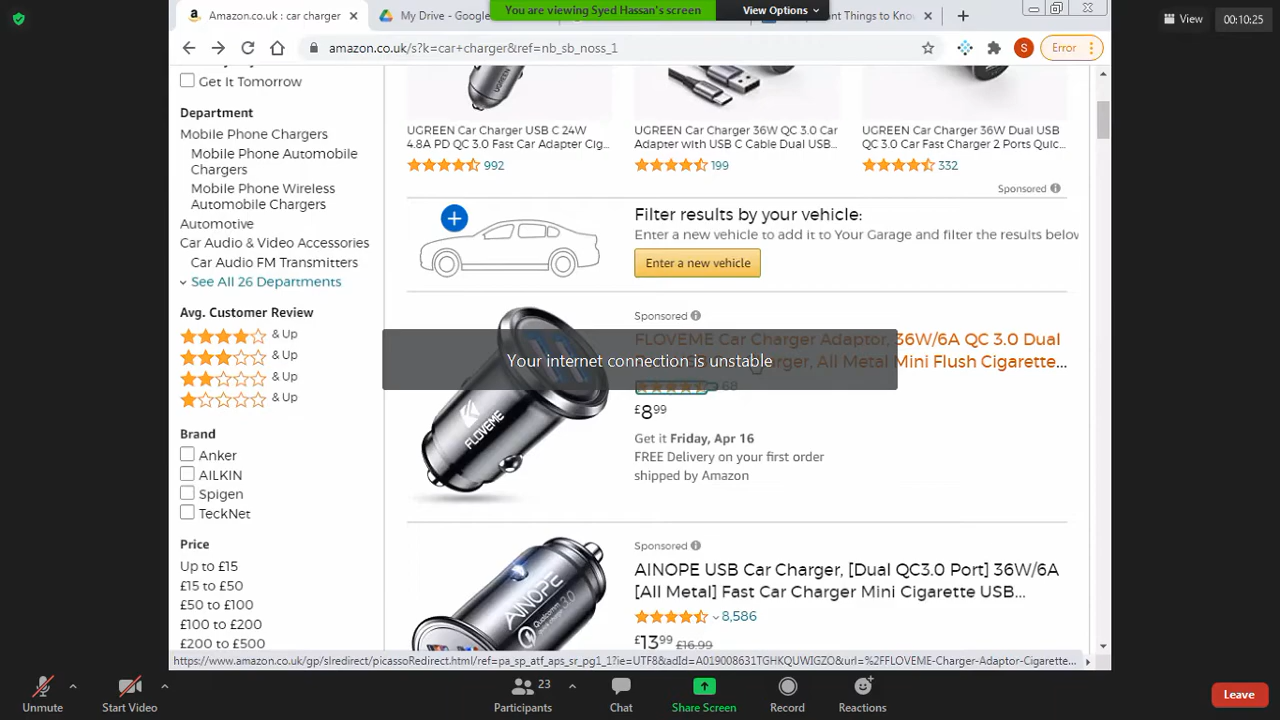 Amazon.co.uk : car charger
My Drive - Google
You are viewing Syed Hassan's screen
View Options
ant Things to Kno
View
00:10:25
amazon.co.uk/s?k=car+charger&ref=nb_sb_noss_1
S
Error
Get It Tomorrow
Department
Mobile Phone Chargers
Mobile Phone Automobile
Chargers
Mobile Phone Wireless
Automobile Chargers
Automotive
Car Audio & Video Accessories
Car Audio FM Transmitters
See All 26 Departments
Avg. Customer Review
& Up
& Up
& Up
& Up
Brand
Anker
AILKIN
Spigen
TeckNet
Price
Up to £15
£15 to £50
£50 to £100
£100 to £200
£200 to £500
UGREEN Car Charger USB C 24W
4.8A PD QC 3.0 Fast Car Adapter Cig...
992
UGREEN Car Charger 36W QC 3.0 Car
Adapter with USB C Cable Dual USB...
199
UGREEN Car Charger 36W Dual USB
QC 3.0 Car Fast Charger 2 Ports Quic...
332
Sponsored
Filter results by your vehicle:
Enter a new vehicle to add it to Your Garage and filter the results below
Enter a new vehicle
Sponsored
FLOVEME Car Charger Adaptor, 36W/6A QC 3.0 Dual
Charger, All Metal Mini Flush Cigarette...
Your internet connection is unstable
68
£8.99
Get it Friday, Apr 16
FREE Delivery on your first order
shipped by Amazon
FLOVEME
Sponsored
AINOPE USB Car Charger, [Dual QC3.0 Port] 36W/6A
[All Metal] Fast Car Charger Mini Cigarette USB...
8,586
£13.99 £16.99
AINOPE
Qualcomm
3.0
https://www.amazon.co.uk/gp/slredirect/picassoRedirect.html/ref=pa_sp_atf_aps_sr_pg1_1?ie=UTF8&adId=A019008631TGHKQUWIGZO&url=%2FFLOVEME-Charger-Adaptor-Cigarette...
Unmute
Start Video
23
Participants
Chat
Share Screen
Record
Reactions
Leave